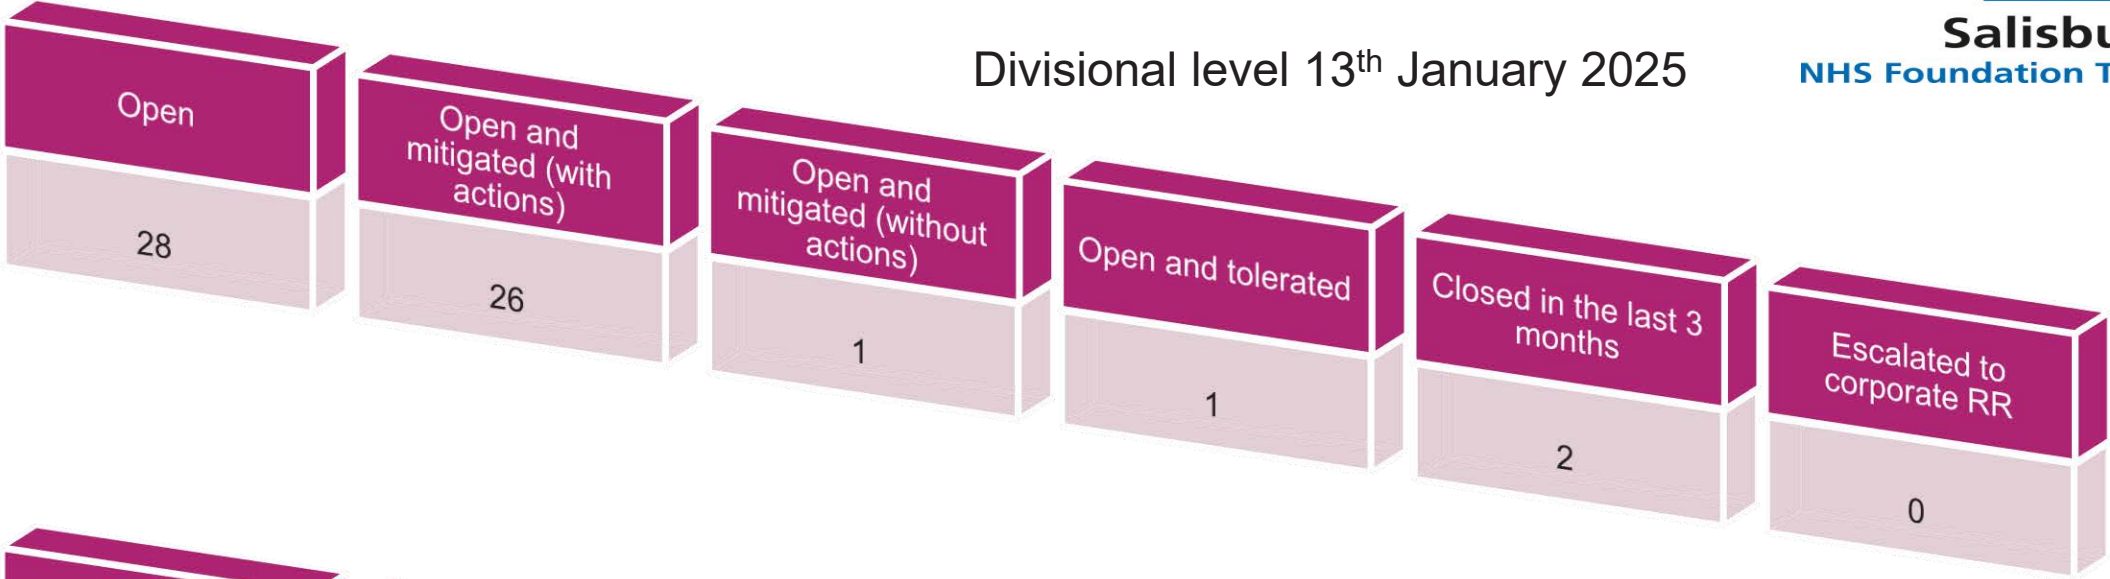 Divisional level 13th January 2025
Salisbu
NHS Foundation T
Open
28
Open and
mitigated (with
actions)
26
Open and
mitigated (without
actions)
1
Open and tolerated
1
Closed in the last 3
months
2
Escalated to
corporate RR
0